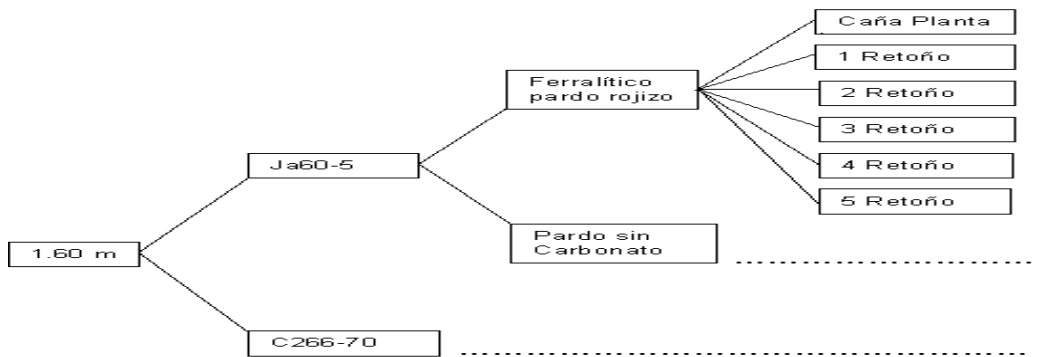 Caña Planta
1 Retoño
Ferralítico
pardo rojizo
2 Retoño
3 Retoño
Ja60-5
4 Retoño
5 Retoño
Pardo sin
Carbonato
1.60 m
C266-70